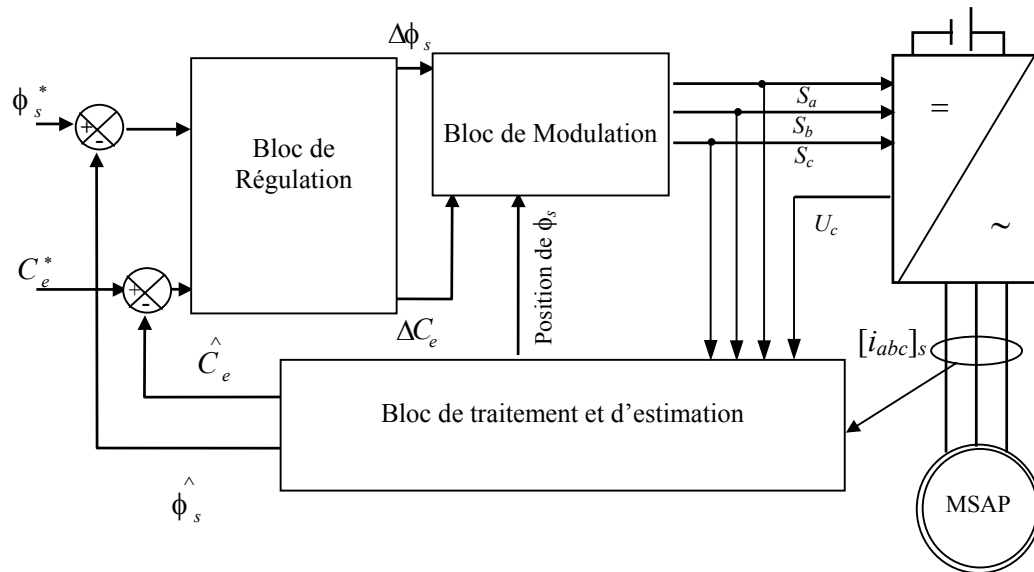 Δϕs
ϕs*
+
-
Bloc de
Régulation
Bloc de Modulation
Sa
Sb
Sc
=
~
Uc
Position de ϕs
Ce*
+
-
ΔCe
Ĉe
[iabc]s
Bloc de traitement et d’estimation
ϕ̂s
MSAP